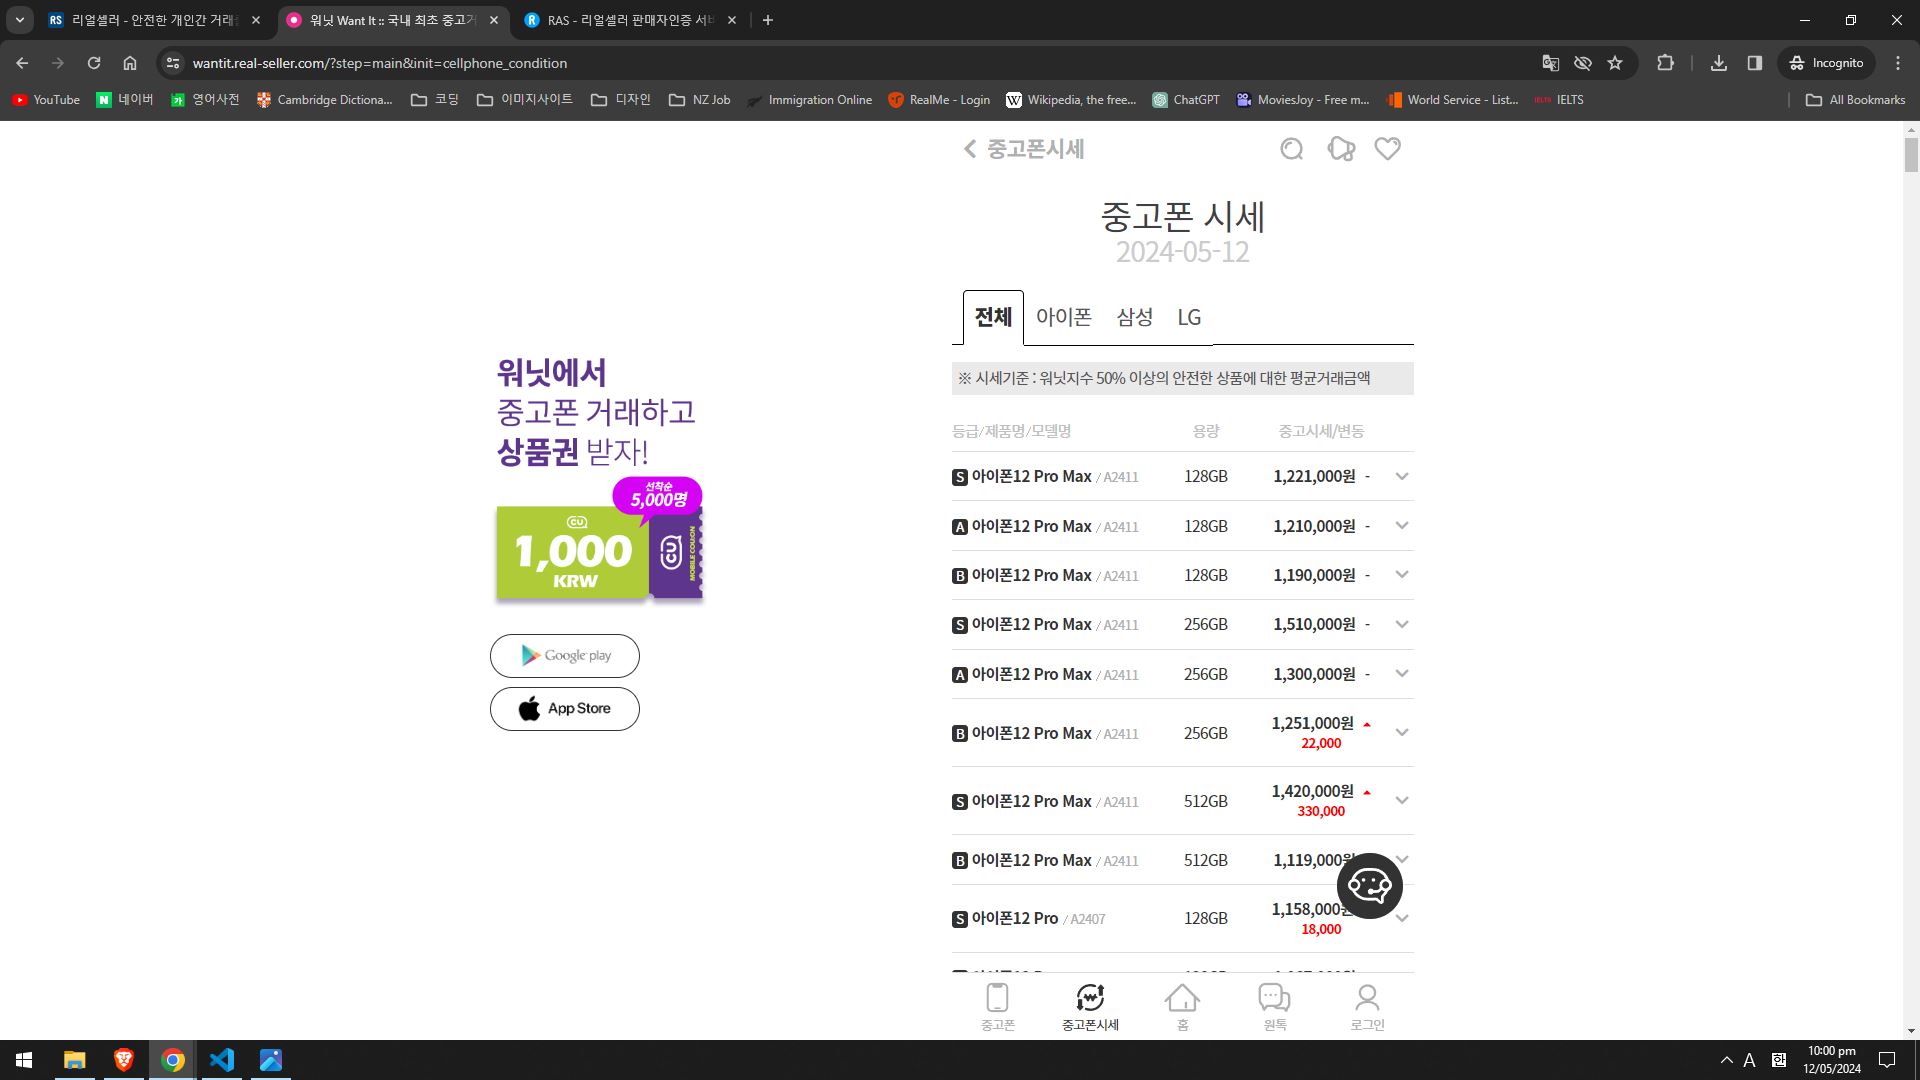 RS 리얼셀러 - 안전한 개인간 거래
워닛 Want It :: 국내 최초 중고
RAS - 리얼셀러 판매자인증 서
wantit.real-seller.com/?step=main&init=cellphone_condition
Incognito
YouTube
네이버
영어사전
Cambridge Dictiona...
코딩
이미지사이트
디자인
NZ Job
Immigration Online
RealMe - Login
Wikipedia, the free...
ChatGPT
MoviesJoy - Free m...
World Service - List...
IELTS
All Bookmarks
중고폰시세
중고폰 시세
2024-05-12
전체 아이폰 삼성 LG
※ 시세기준 : 워닛지수 50% 이상의 안전한 상품에 대한 평균거래금액
등급/제품명/모델명 용량 중고시세/변동
S 아이폰12 Pro Max / A2411 128GB 1,221,000원 -
A 아이폰12 Pro Max / A2411 128GB 1,210,000원 -
B 아이폰12 Pro Max / A2411 128GB 1,190,000원 -
S 아이폰12 Pro Max / A2411 256GB 1,510,000원 -
A 아이폰12 Pro Max / A2411 256GB 1,300,000원 -
B 아이폰12 Pro Max / A2411 256GB 1,251,000원 ▲
22,000
S 아이폰12 Pro Max / A2411 512GB 1,420,000원 ▲
330,000
B 아이폰12 Pro Max / A2411 512GB 1,119,000원
S 아이폰12 Pro / A2407 128GB 1,158,000원
18,000
중고폰
중고폰시세
홈
원톡
로그인
워닛에서
중고폰 거래하고
상품권 받자!
선착순
5,000명
CU
1,000
KRW
CU
MOBILE COUPON
Google play
App Store
A 한
10:00 pm
12/05/2024